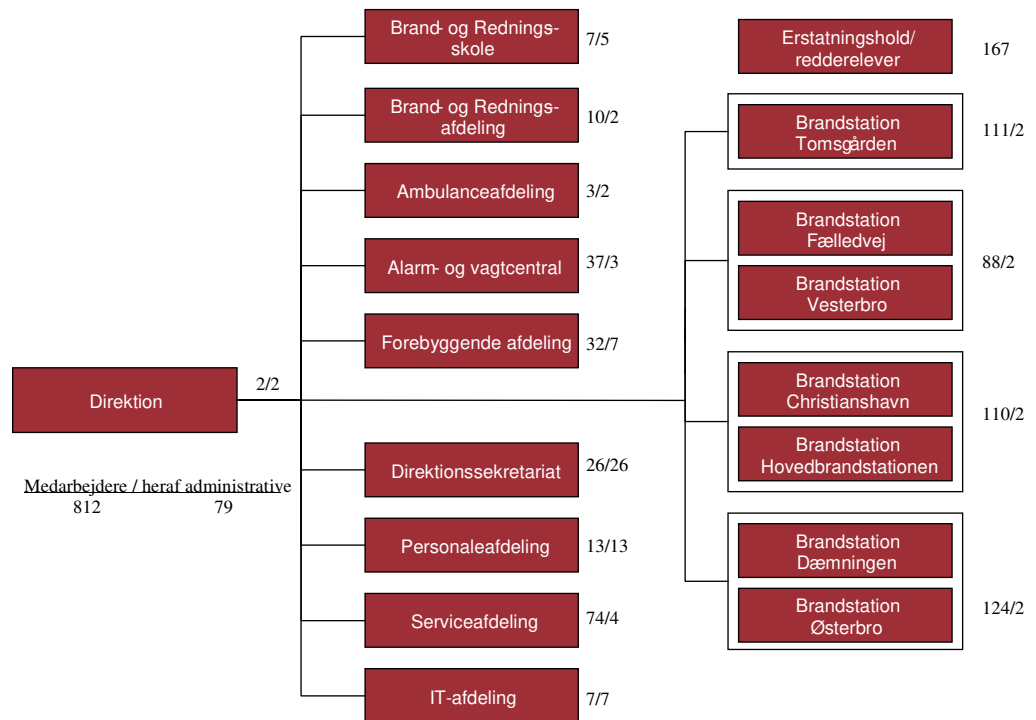 Brand- og Rednings-
skole
7/5
Brand- og Rednings-
afdeling
10/2
Ambulanceafdeling
3/2
Alarm- og vagtcentral
37/3
Forebyggende afdeling
32/7
Direktion
2/2
Medarbejdere / heraf administrative
812 79
Direktionssekretariat
26/26
Personaleafdeling
13/13
Serviceafdeling
74/4
IT-afdeling
7/7
Erstatningshold/
redderelever
167
Brandstation
Tomsgården
111/2
Brandstation
Fælledvej
Brandstation
Vesterbro
88/2
Brandstation
Christianshavn
Brandstation
Hovedbrandstationen
110/2
Brandstation
Dæmningen
Brandstation
Østerbro
124/2